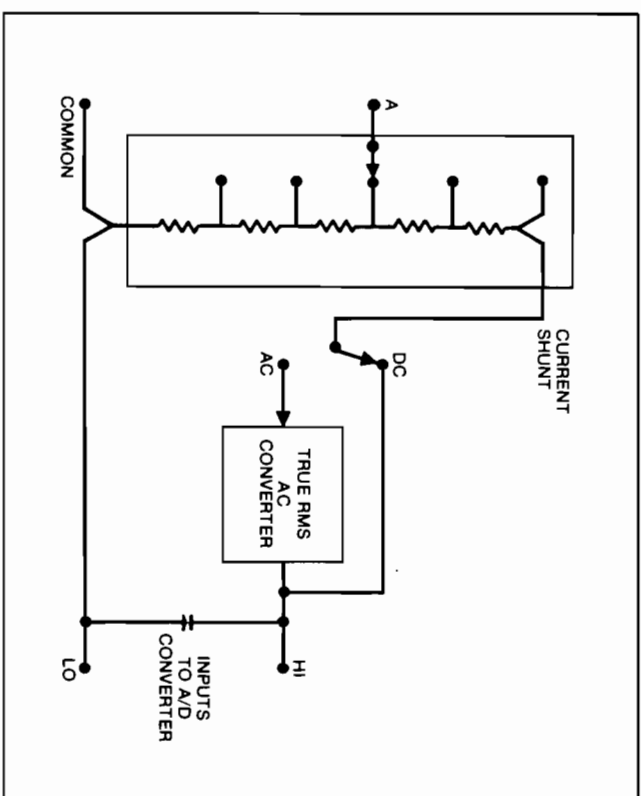 A
COMMON
CURRENT
SHUNT
DC
AC
TRUE RMS
AC
CONVERTER
HI
INPUTS
TO A/D
CONVERTER
LO